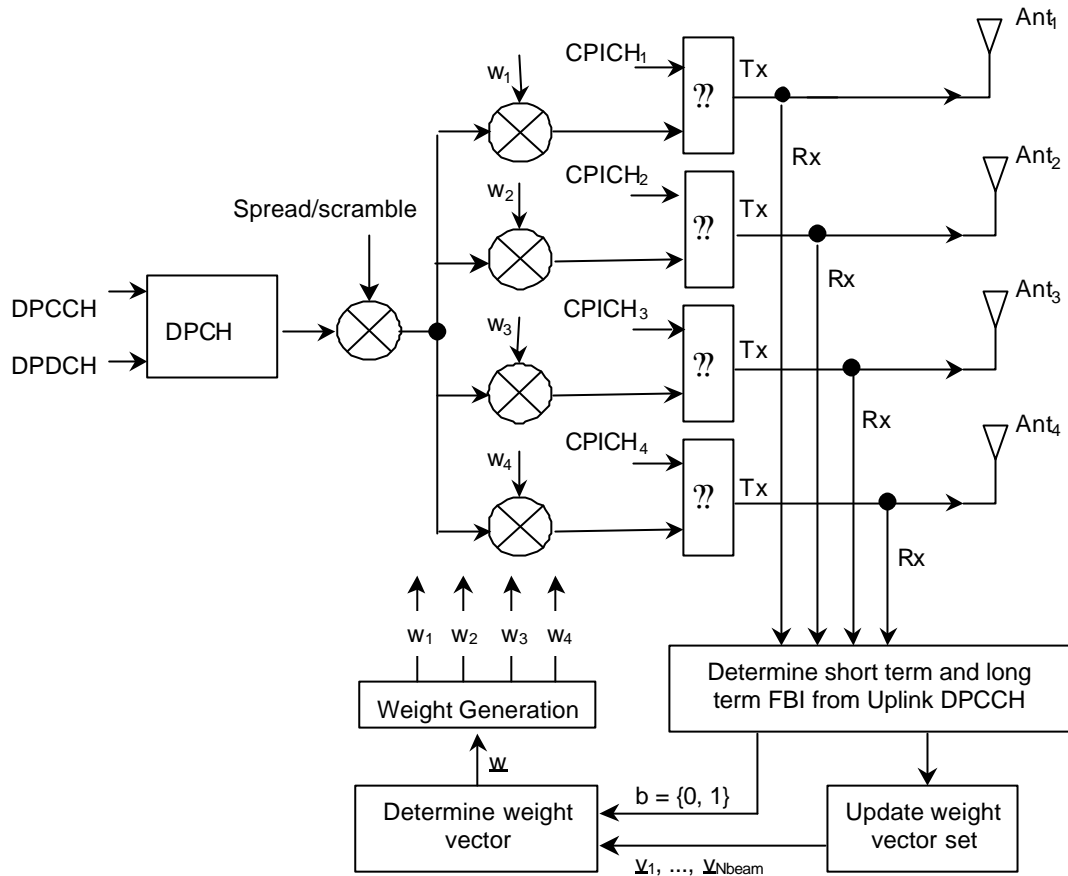 Ant1
CPICH1
Tx
w1
??
Rx
Ant2
CPICH2
Tx
w2
??
Spread/scramble
Rx
Ant3
DPCCH
CPICH3
w3
Tx
DPCH
??
DPDCH
Rx
Ant4
CPICH4
w4
Tx
??
Rx
w1 w2 w3 w4
Determine short term and long
term FBI from Uplink DPCCH
Weight Generation
w
b = {0, 1}
Determine weight
vector
Update weight
vector set
v1, ..., vNbeam